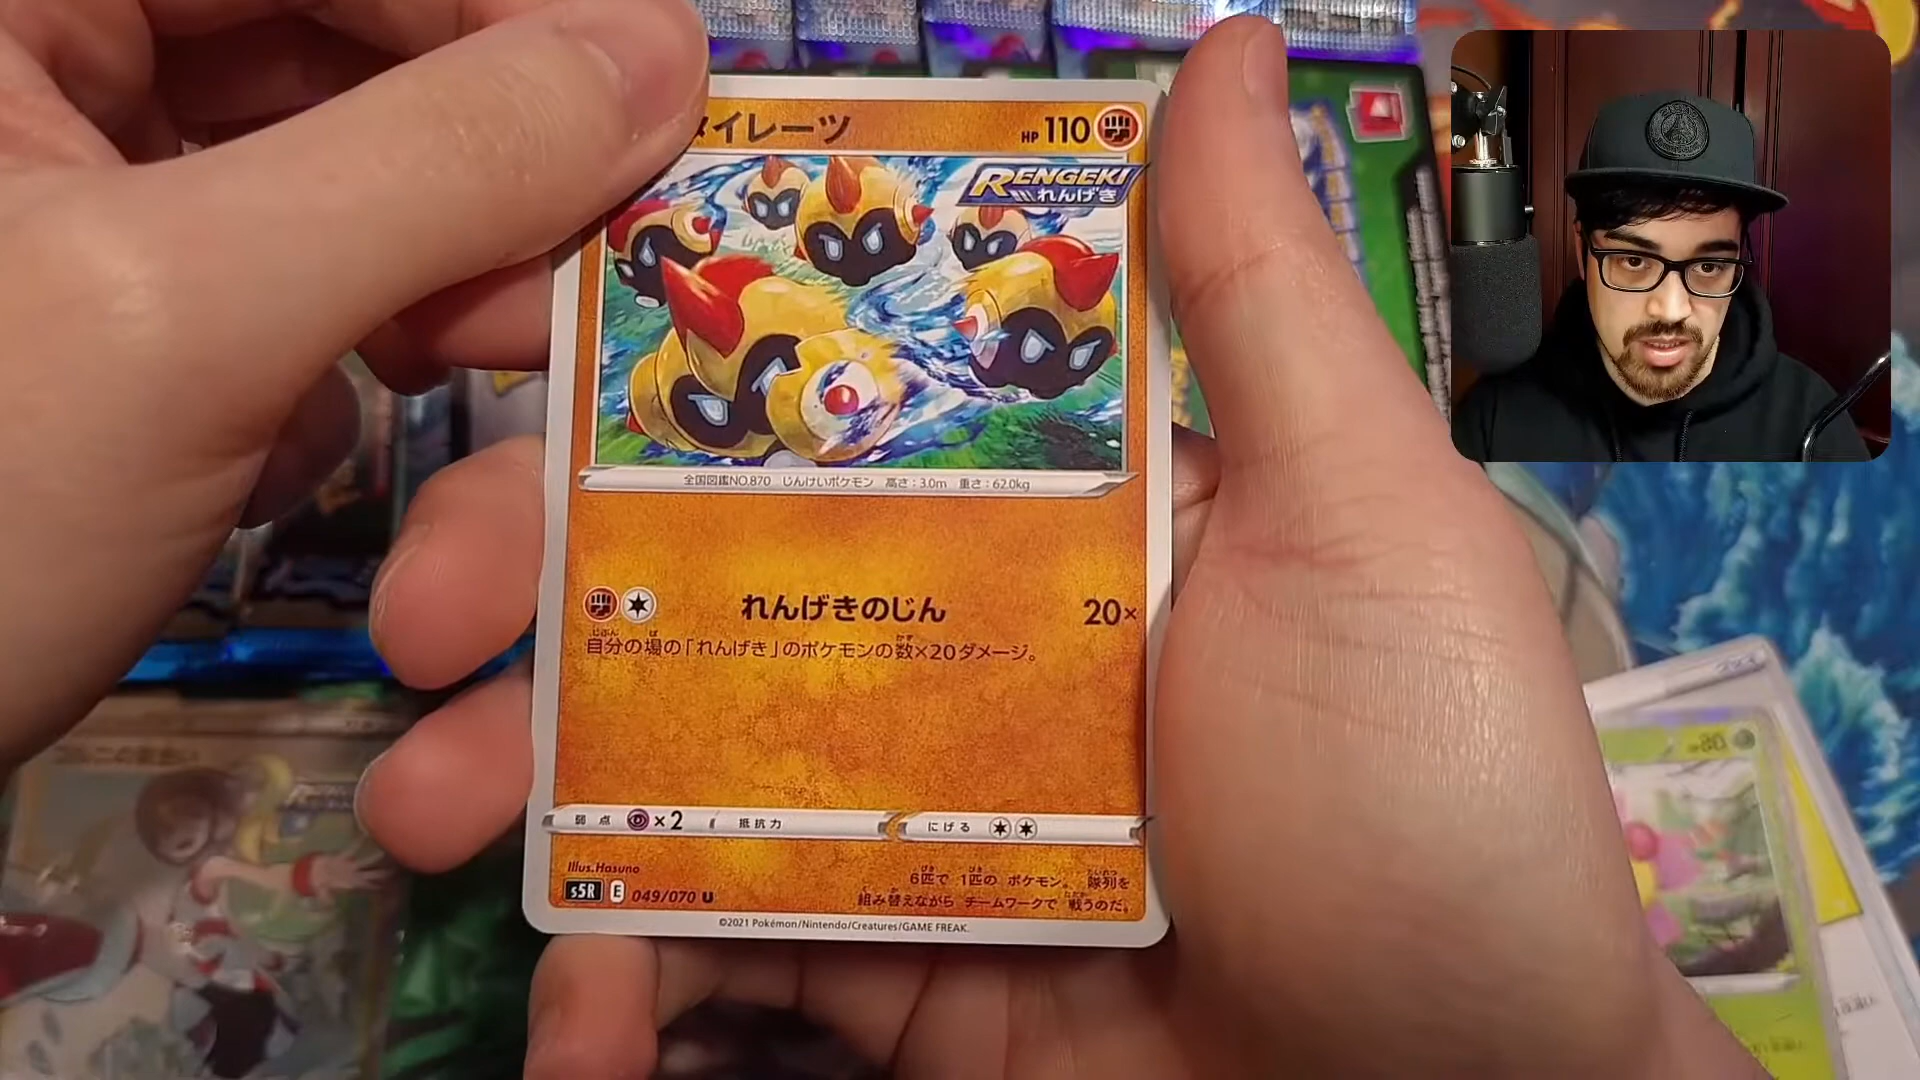 メイレーツ HP 110
RENGEKI
れんげき
全国図鑑NO.870 じんけいポケモン 高さ:3.0m 重さ:62.0kg
れんげきのじん 20×
自分の場の「れんげき」のポケモンの数×20ダメージ。
弱点 ×2 抵抗力 にげる
Illus.Hasuno
s5R E 049/070 U
6匹で 1匹の ポケモン。 隊列を
組み替えながら チームワークで 戦うのだ。
©2021 Pokémon/Nintendo/Creatures/GAME FREAK.